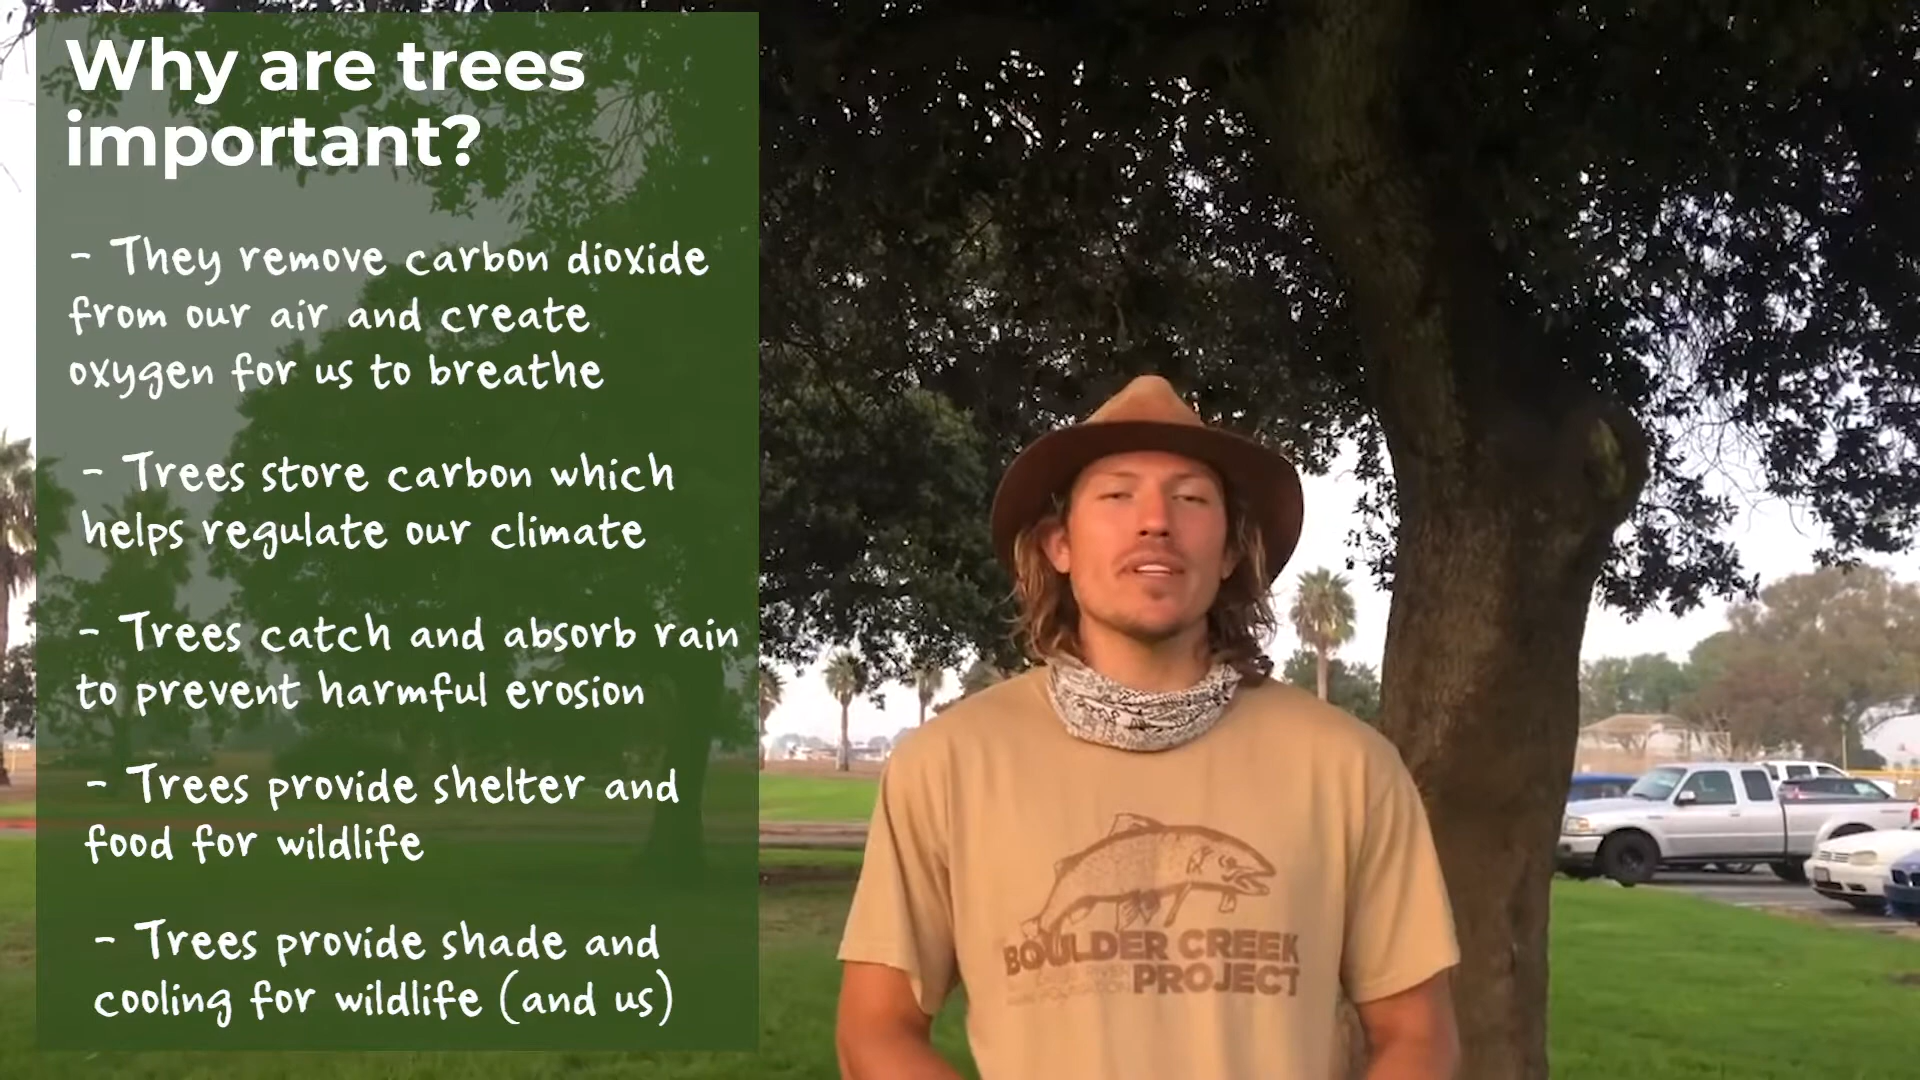 Why are trees
important?
- They remove carbon dioxide
from our air and create
oxygen for us to breathe
- Trees store carbon which
helps regulate our climate
- Trees catch and absorb rain
to prevent harmful erosion
- Trees provide shelter and
food for wildlife
- Trees provide shade and
cooling for wildlife (and us)
BOULDER CREEK
PROJECT